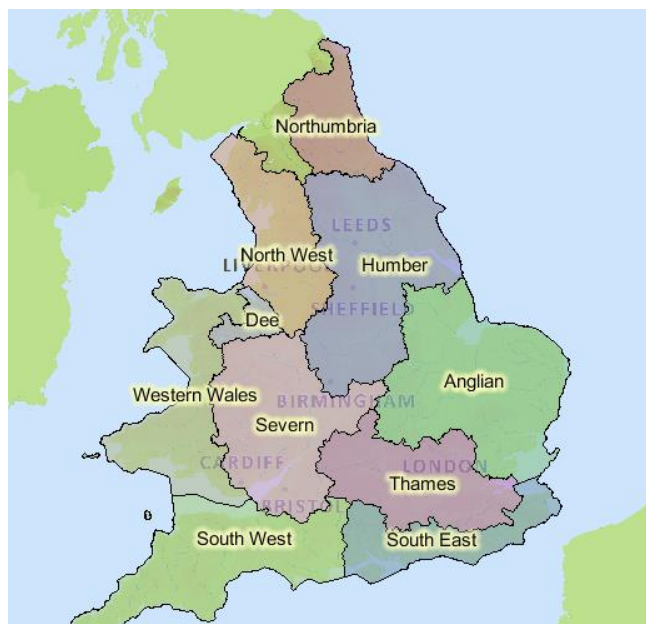 Northumbria
LEEDS
North West
LIVERPOOL
Humber
SHEFFIELD
Dee
Anglian
Western Wales
BIRMINGHAM
Severn
CARDIFF
LONDON
Thames
BRISTOL
South West
South East